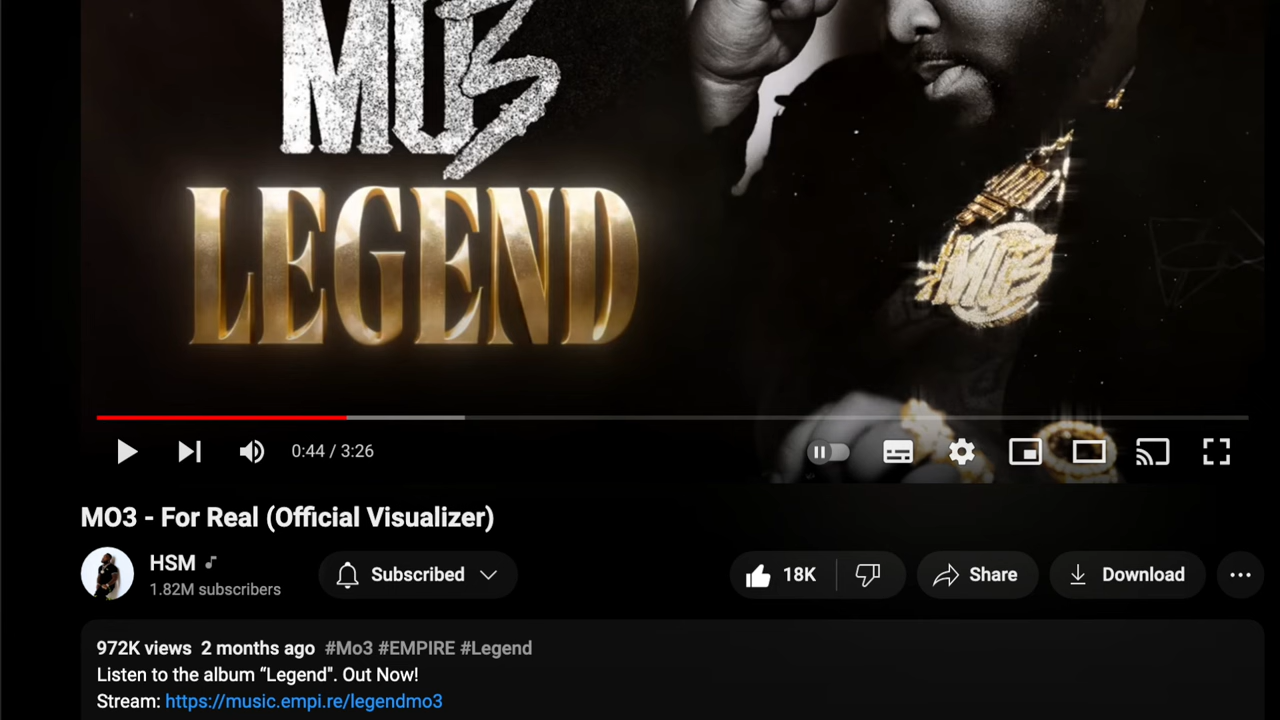 MO3
LEGEND
MO3
0:44 / 3:26
MO3 - For Real (Official Visualizer)
HSM
1.82M subscribers
Subscribed
18K
Share
Download
972K views 2 months ago #Mo3 #EMPIRE #Legend
Listen to the album “Legend". Out Now!
Stream: https://music.empi.re/legendmo3